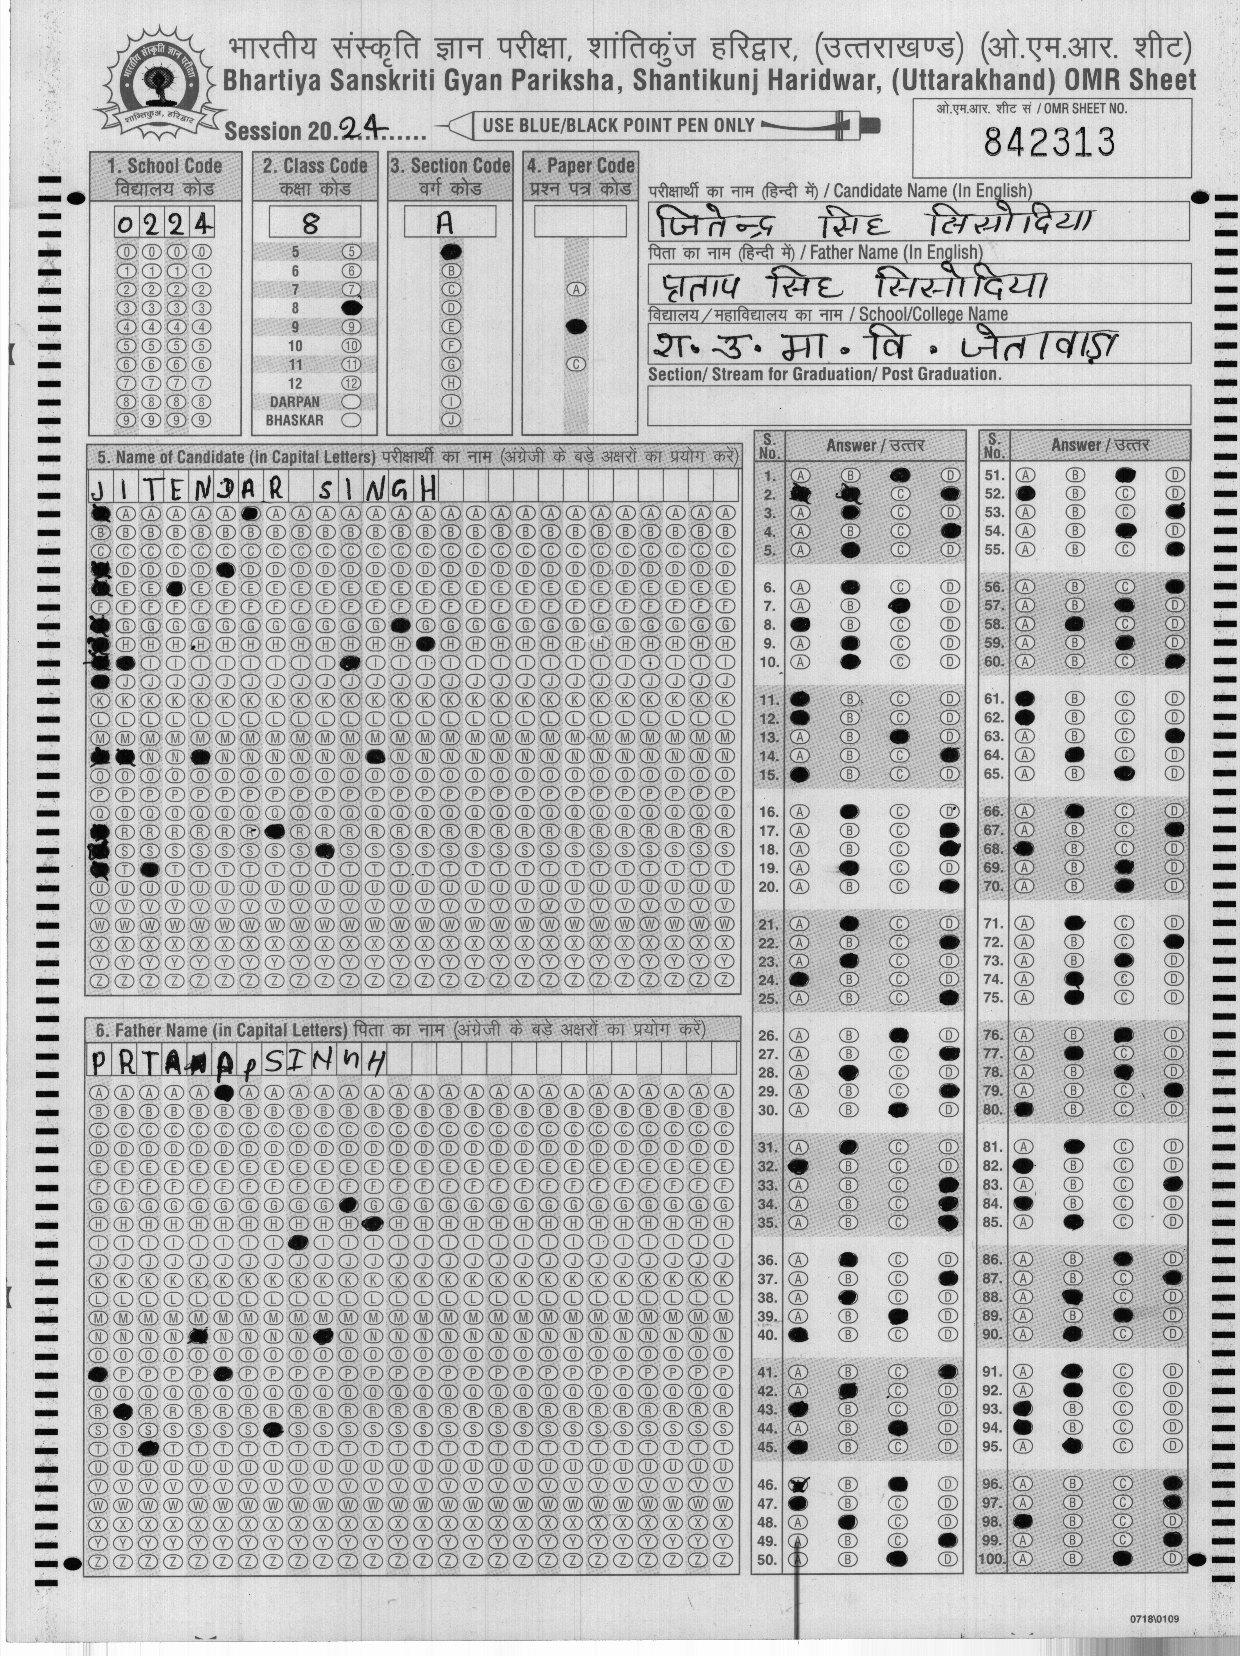 भारतीय संस्कृति ज्ञान परीक्षा, शांतिकुंज हरिद्वार, (उत्तराखण्ड) (ओ.एम.आर. शीट)
Bhartiya Sanskriti Gyan Pariksha, Shantikunj Haridwar, (Uttarakhand) OMR Sheet
Session 20.24......... USE BLUE/BLACK POINT PEN ONLY
ओ.एम.आर. शीट सं / OMR SHEET NO.
842313
1. School Code
विद्यालय कोड
0224
2. Class Code
कक्षा कोड
8
5
6
7
8
9
10
11
12
DARPAN
BHASKAR
3. Section Code
वर्ग कोड
A
4. Paper Code
प्रश्न पत्र कोड
परीक्षार्थी का नाम (हिन्दी में) / Candidate Name (In English)
जितेन्द्र सिंह सिसोदिया
पिता का नाम (हिन्दी में) / Father Name (In English)
प्रताप सिंह सिसोदिया
विद्यालय/महाविद्यालय का नाम / School/College Name
शा. उ. मा. वि. जेतावाड़ा
Section/ Stream for Graduation/ Post Graduation.
5. Name of Candidate (in Capital Letters) परीक्षार्थी का नाम (अंग्रेजी के बड़े अक्षरों का प्रयोग करें)
JITENDAR SINGH
6. Father Name (in Capital Letters) पिता का नाम (अंग्रेजी के बड़े अक्षरों का प्रयोग करें)
S. No. Answer / उत्तर
S. No. Answer / उत्तर
0718\0109